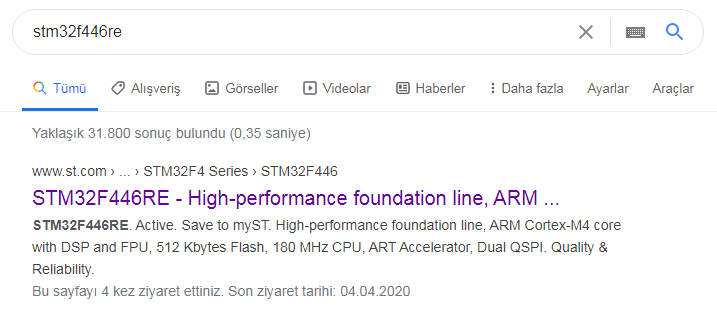 stm32f446re
Tümü Alışveriş Görseller Videolar Haberler Daha fazla Ayarlar Araçlar
Yaklaşık 31.800 sonuç bulundu (0,35 saniye)
www.st.com › ... › STM32F4 Series › STM32F446
STM32F446RE - High-performance foundation line, ARM ...
STM32F446RE. Active. Save to myST. High-performance foundation line, ARM Cortex-M4 core
with DSP and FPU, 512 Kbytes Flash, 180 MHz CPU, ART Accelerator, Dual QSPI. Quality &
Reliability.
Bu sayfayı 4 kez ziyaret ettiniz. Son ziyaret tarihi: 04.04.2020